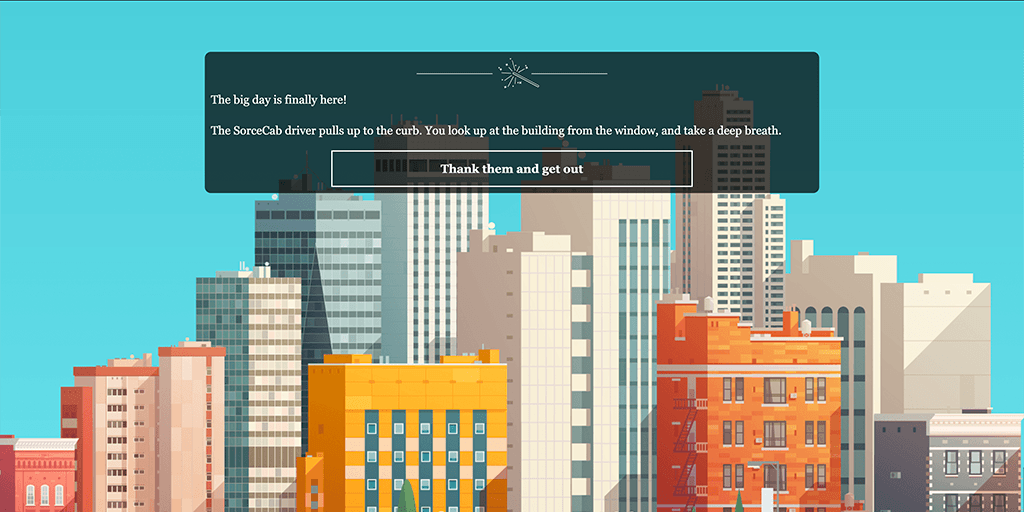 The big day is finally here!
The SorceCab driver pulls up to the curb. You look up at the building from the window, and take a deep breath.
Thank them and get out